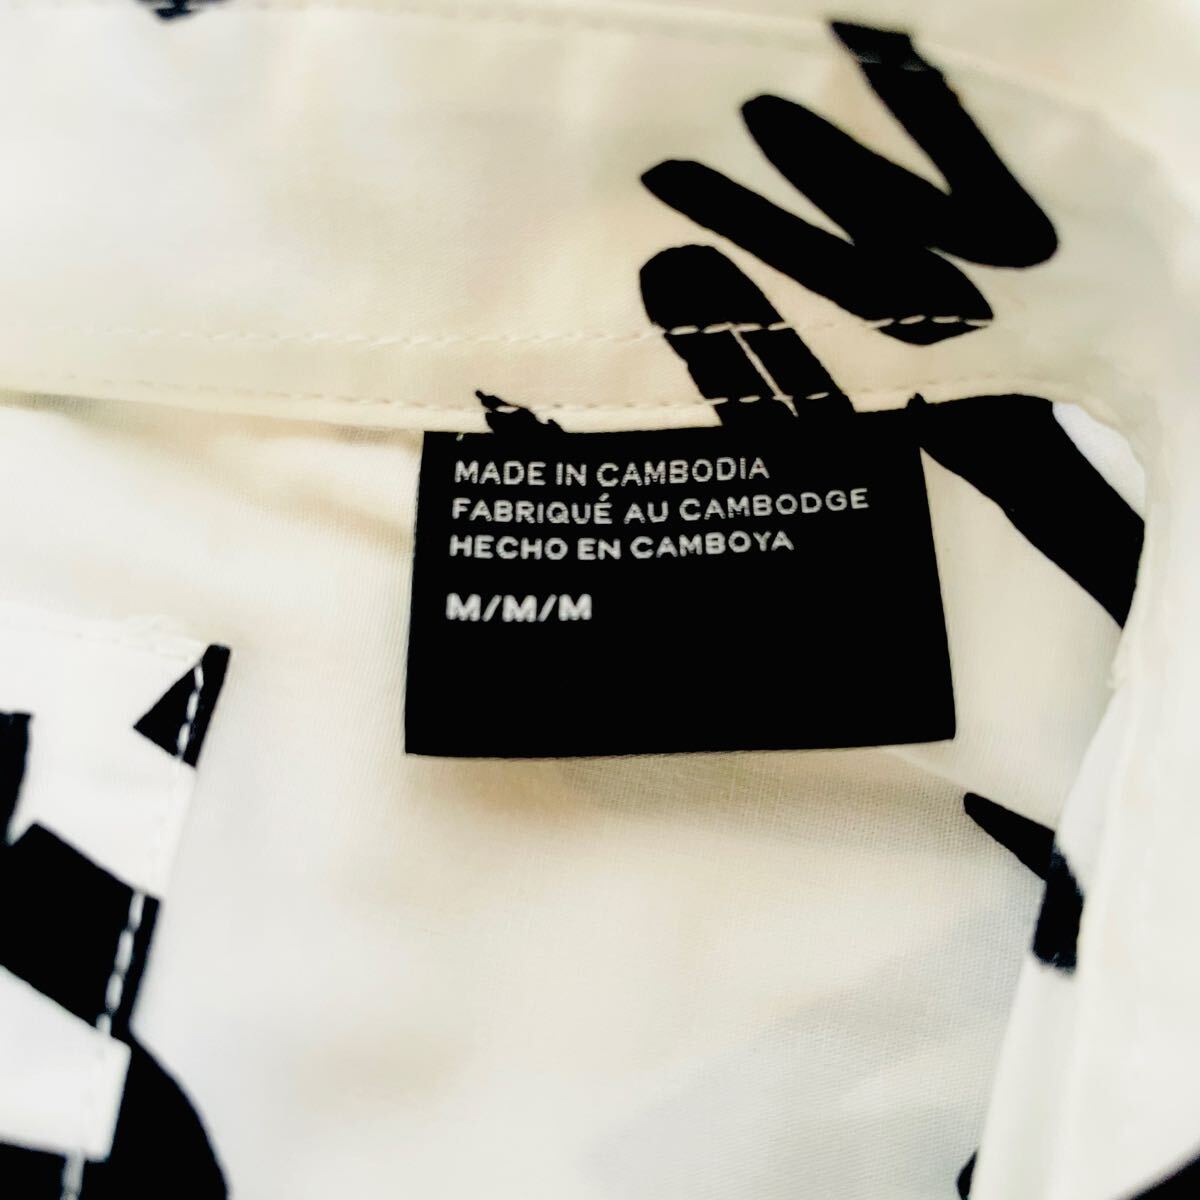 MADE IN CAMBODIA
FABRIQUÉ AU CAMBODGE
HECHO EN CAMBOYA
M/M/M